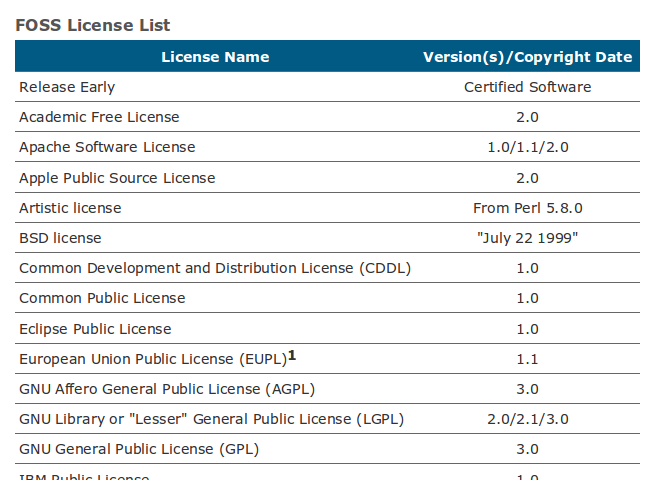 FOSS License List
License Name Version(s)/Copyright Date
Release Early Certified Software
Academic Free License 2.0
Apache Software License 1.0/1.1/2.0
Apple Public Source License 2.0
Artistic license From Perl 5.8.0
BSD license "July 22 1999"
Common Development and Distribution License (CDDL) 1.0
Common Public License 1.0
Eclipse Public License 1.0
European Union Public License (EUPL)1 1.1
GNU Affero General Public License (AGPL) 3.0
GNU Library or "Lesser" General Public License (LGPL) 2.0/2.1/3.0
GNU General Public License (GPL) 3.0
IBM Public License 1.0